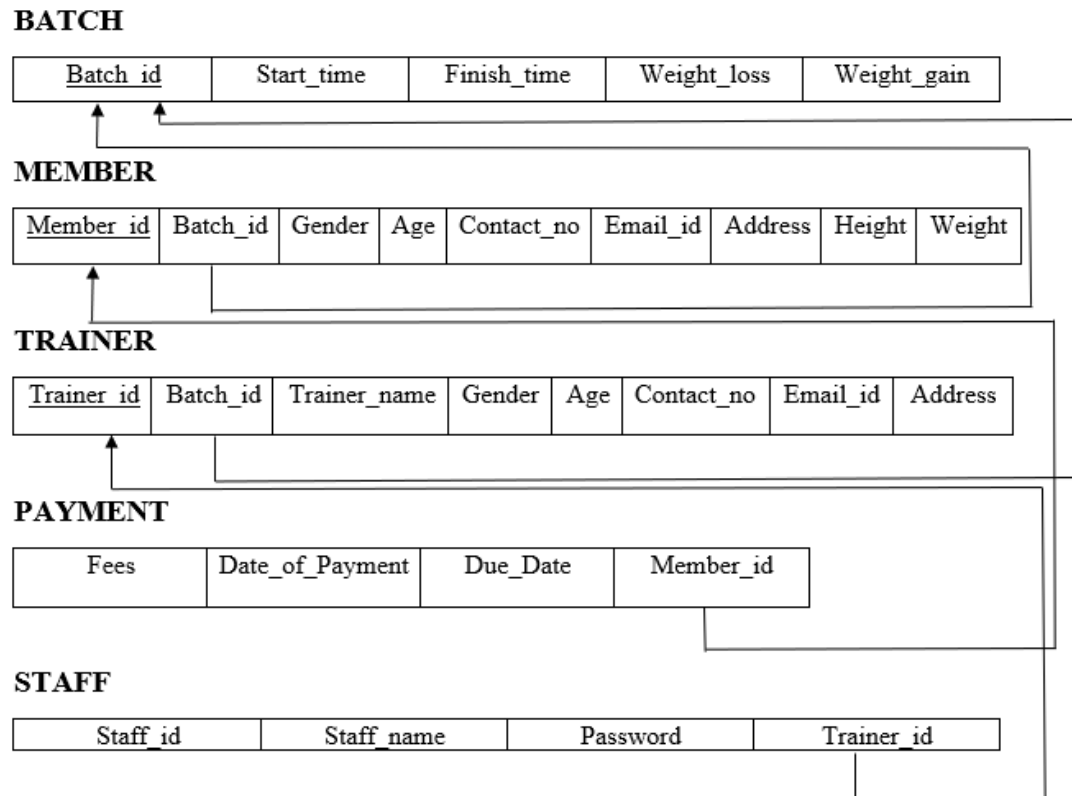 BATCH
Batch_id Start_time Finish_time Weight_loss Weight_gain
MEMBER
Member_id Batch_id Gender Age Contact_no Email_id Address Height Weight
TRAINER
Trainer_id Batch_id Trainer_name Gender Age Contact_no Email_id Address
PAYMENT
Fees Date_of_Payment Due_Date Member_id
STAFF
Staff_id Staff_name Password Trainer_id